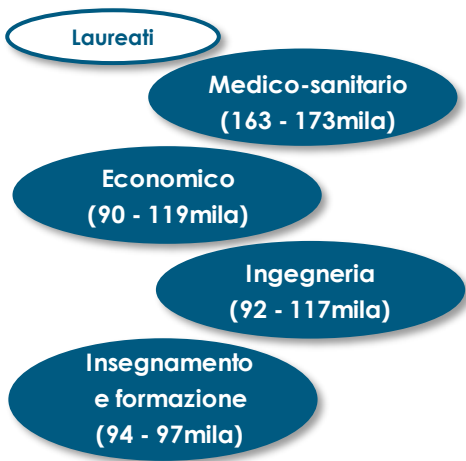 Laureati
Medico-sanitario
(163 - 173mila)
Economico
(90 - 119mila)
Ingegneria
(92 - 117mila)
Insegnamento
e formazione
(94 - 97mila)